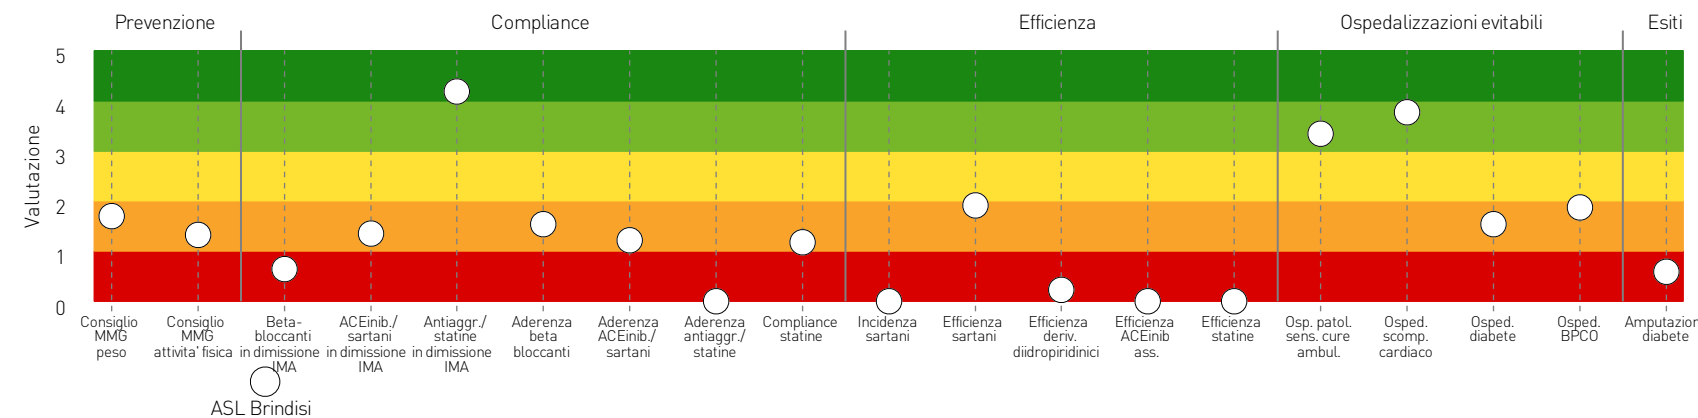 Prevenzione
Compliance
Efficienza
Ospedalizzazioni evitabili
Esiti
Valutazione
5
4
3
2
1
0
Consiglio
MMG
peso
Consiglio
MMG
attivita' fisica
Beta-
bloccanti
in dimissione
IMA
ACEinib./
sartani
in dimissione
IMA
Antiaggr./
statine
in dimissione
IMA
Aderenza
beta
bloccanti
Aderenza
ACEinib./
sartani
Aderenza
antiaggr./
statine
Compliance
statine
Incidenza
sartani
Efficienza
sartani
Efficienza
deriv.
diidropiridinici
Efficienza
ACEinib
ass.
Efficienza
statine
Osp. patol.
sens. cure
ambul.
Osped.
scomp.
cardiaco
Osped.
diabete
Osped.
BPCO
Amputazior
diabete
ASL Brindisi